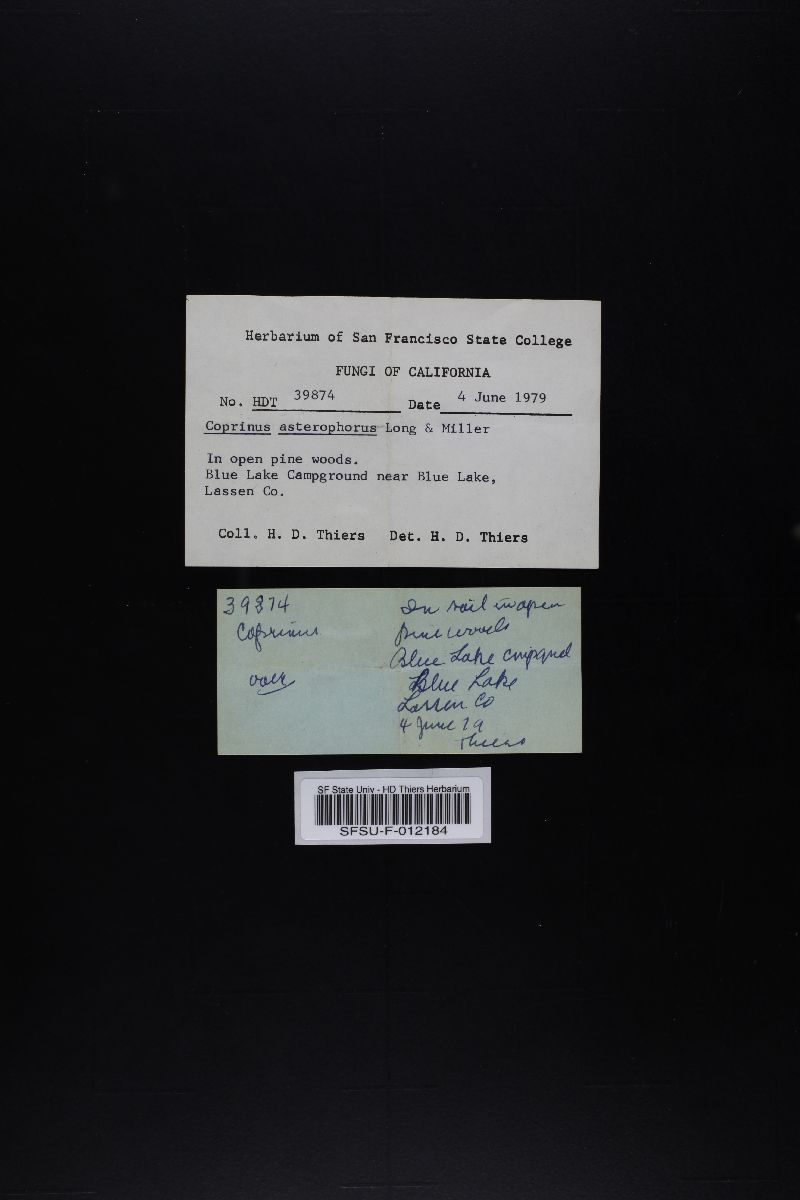 Herbarium of San Francisco State College
FUNGI OF CALIFORNIA
No. HDT 39874 Date 4 June 1979
Coprinus asterophorus Long & Miller
In open pine woods.
Blue Lake Campground near Blue Lake,
Lassen Co.
Coll. H. D. Thiers Det. H. D. Thiers
39874
Coprinus
over
In soil in open
pine woods
Blue Lake cmpgnd
Blue Lake
Lassen Co
4 June 79
Thiers
SF State Univ - HD Thiers Herbarium
SFSU-F-012184